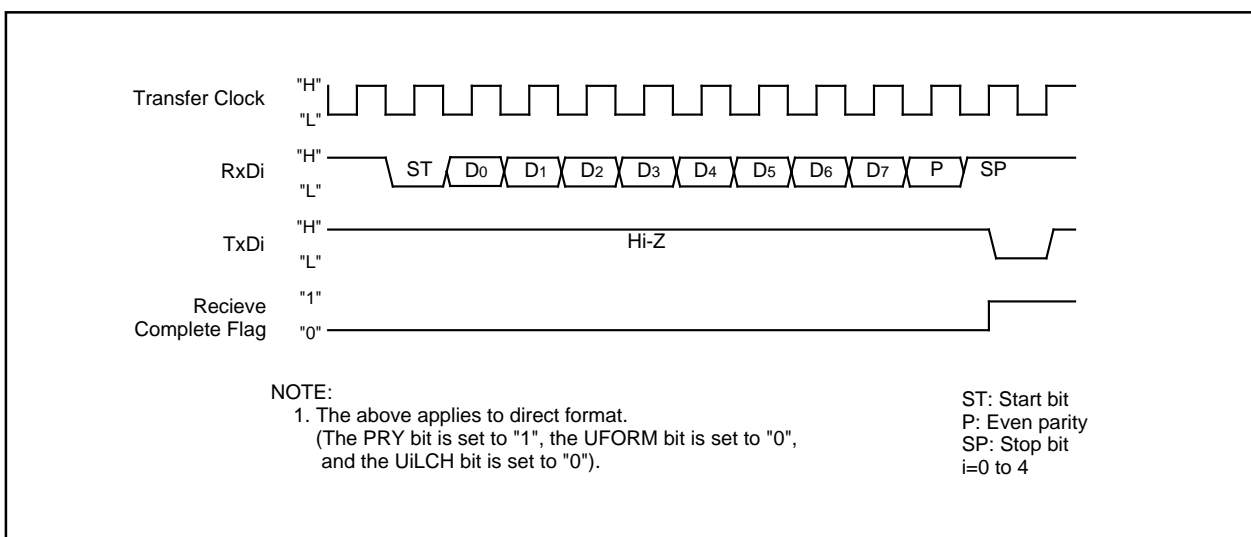 Transfer Clock "H" "L"
RxDi "H" "L" ST D0 D1 D2 D3 D4 D5 D6 D7 P SP
TxDi "H" "L" Hi-Z
Recieve
Complete Flag "1" "0"
NOTE:
1. The above applies to direct format.
(The PRY bit is set to "1", the UFORM bit is set to "0",
and the UiLCH bit is set to "0").
ST: Start bit
P: Even parity
SP: Stop bit
i=0 to 4